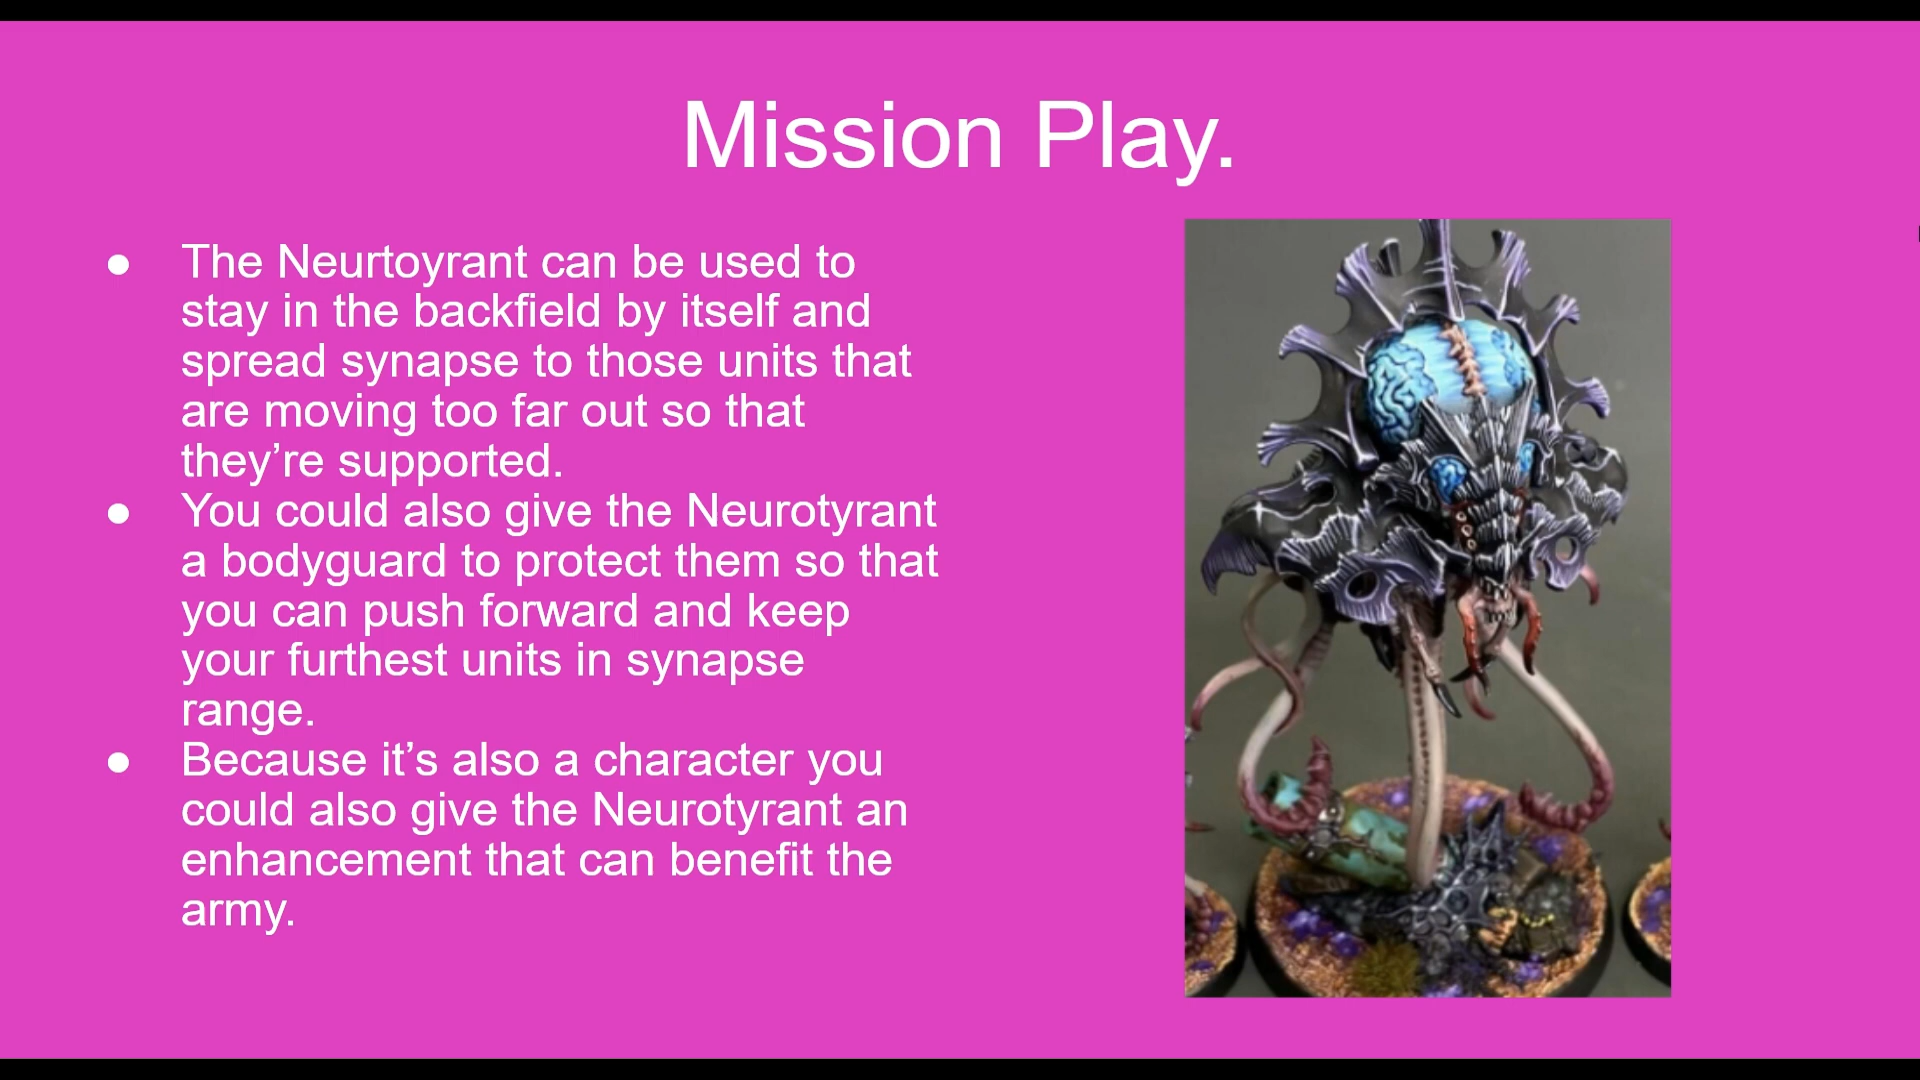 Mission Play.
● The Neurtoyrant can be used to
stay in the backfield by itself and
spread synapse to those units that
are moving too far out so that
they’re supported.
● You could also give the Neurotyrant
a bodyguard to protect them so that
you can push forward and keep
your furthest units in synapse
range.
● Because it’s also a character you
could also give the Neurotyrant an
enhancement that can benefit the
army.